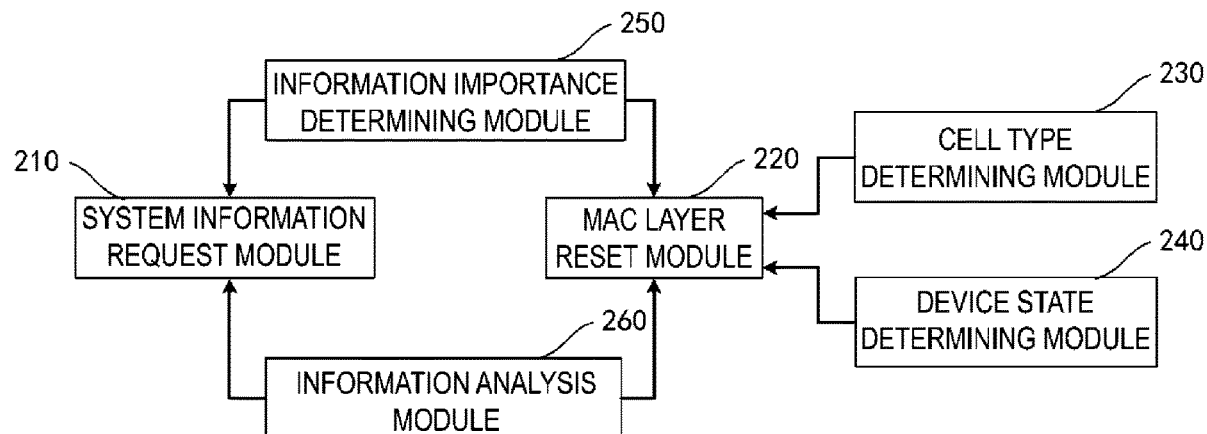 250
INFORMATION IMPORTANCE
DETERMINING MODULE
230
CELL TYPE
DETERMINING MODULE
210
SYSTEM INFORMATION
REQUEST MODULE
220
MAC LAYER
RESET MODULE
240
DEVICE STATE
DETERMINING MODULE
260
INFORMATION ANALYSIS
MODULE